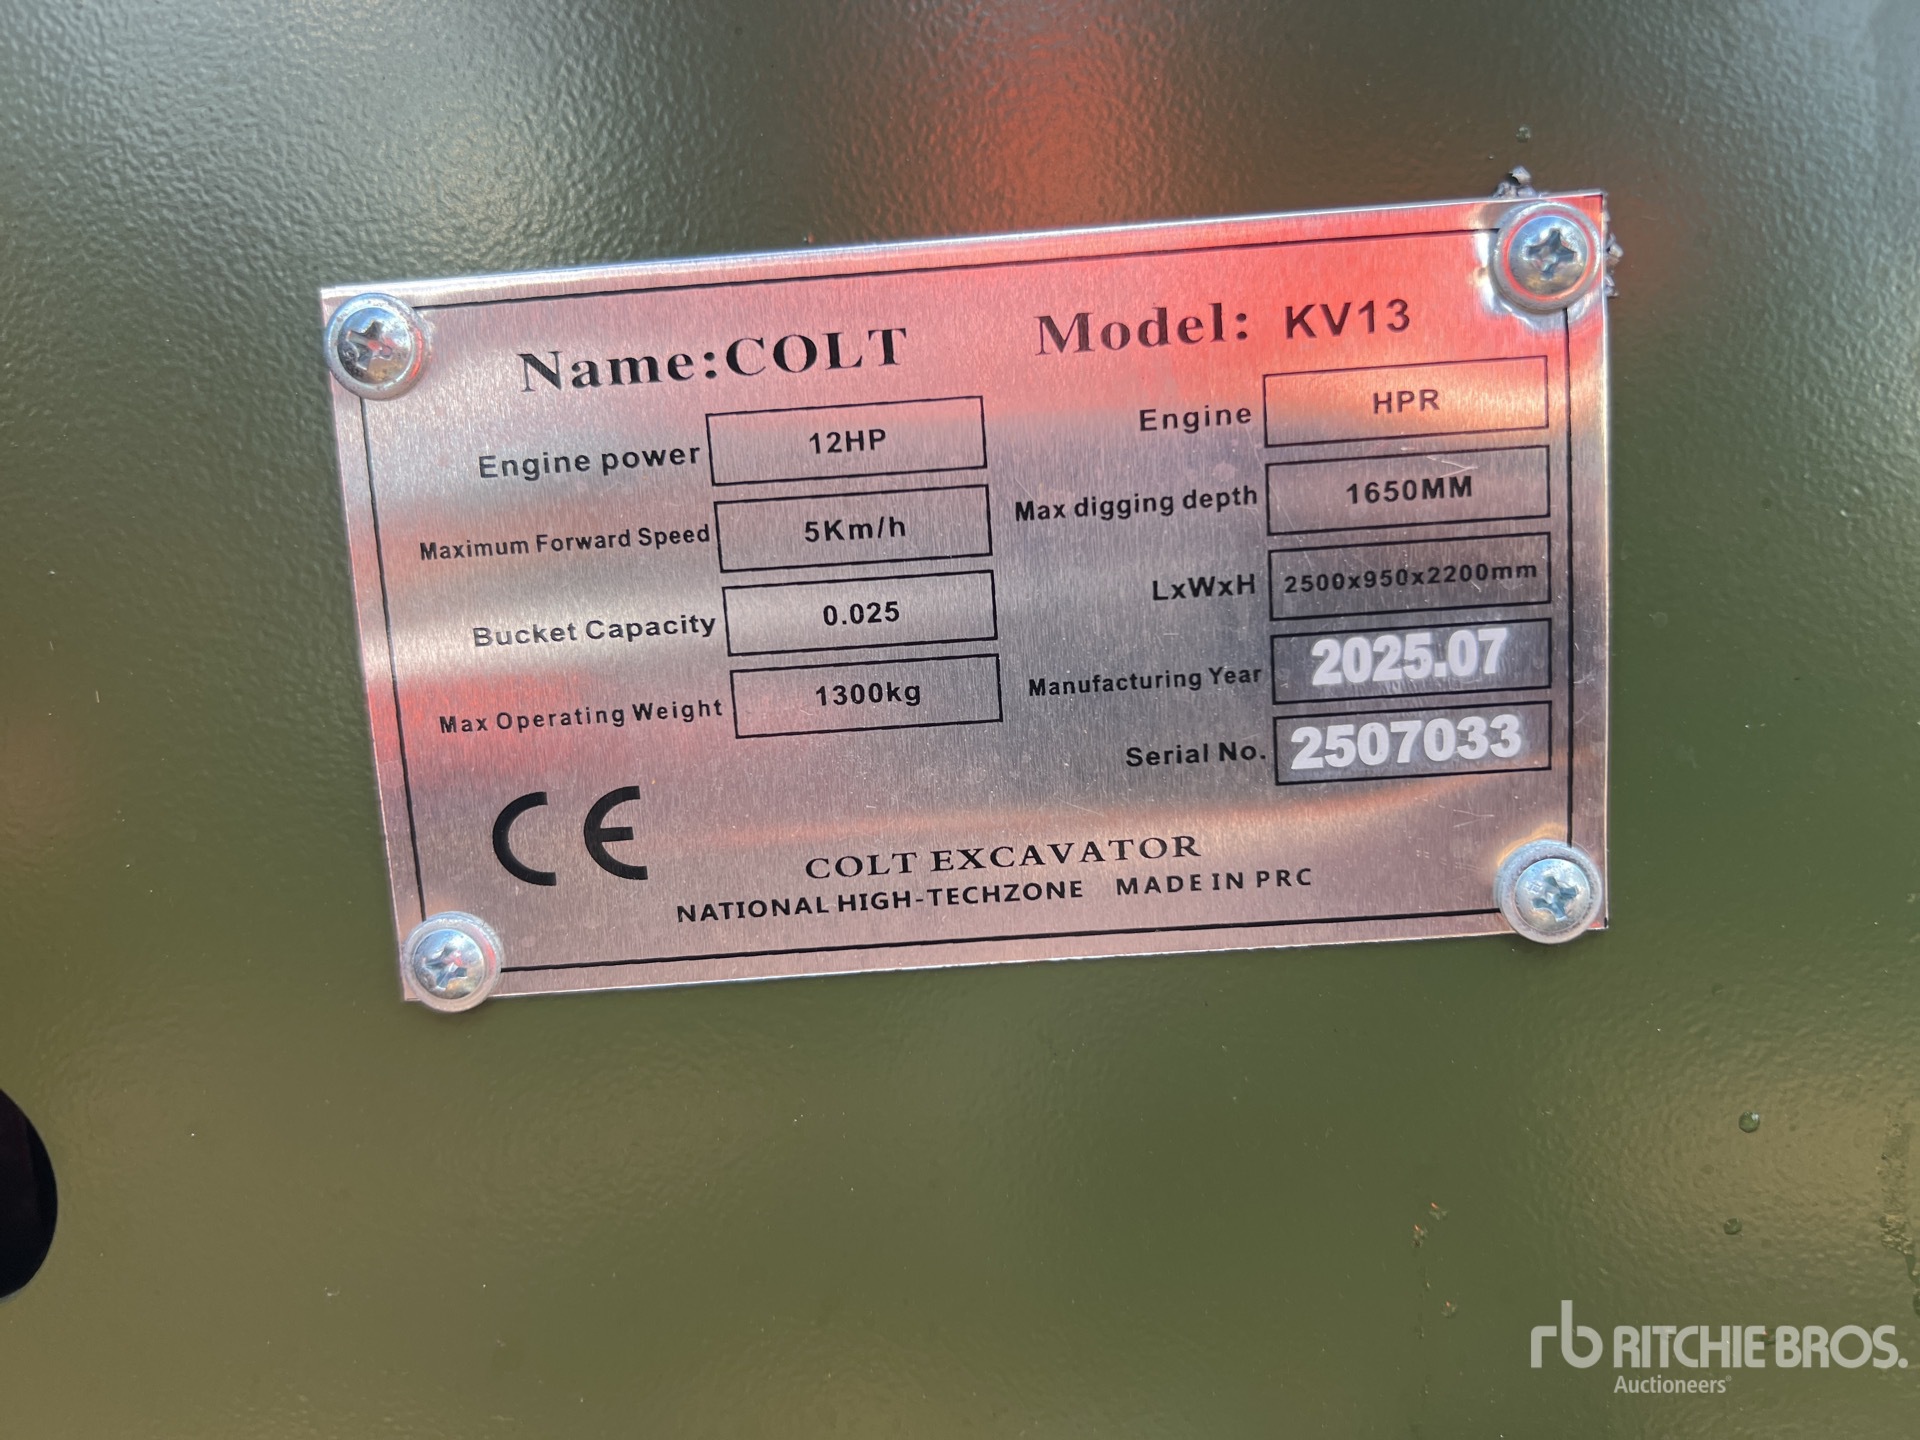 Name:COLT Model: KV13
Engine power 12HP Engine HPR
Maximum Forward Speed 5Km/h Max digging depth 1650MM
Bucket Capacity 0.025 LxWxH 2500x950x2200mm
Max Operating Weight 1300kg Manufacturing Year 2025.07
Serial No. 2507033
CE
COLT EXCAVATOR
NATIONAL HIGH-TECHZONE MADE IN PRC
rb RITCHIE BROS.
Auctioneers